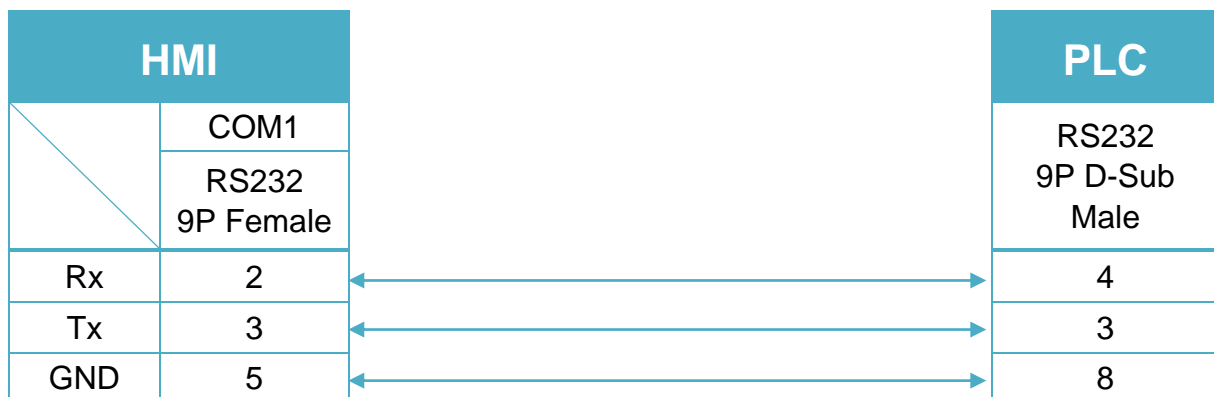 HMI
PLC
COM1
RS232
9P Female
RS232
9P D-Sub
Male
Rx 2 4
Tx 3 3
GND 5 8